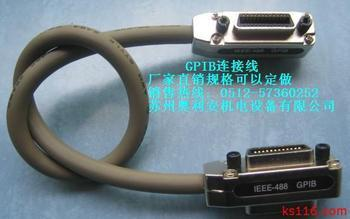 GPIB连接线
厂家直销规格可以定做
销售热线：0512-57360252
苏州奥利安机电设备有限公司
IEEE-488 GPIB
ks116.com